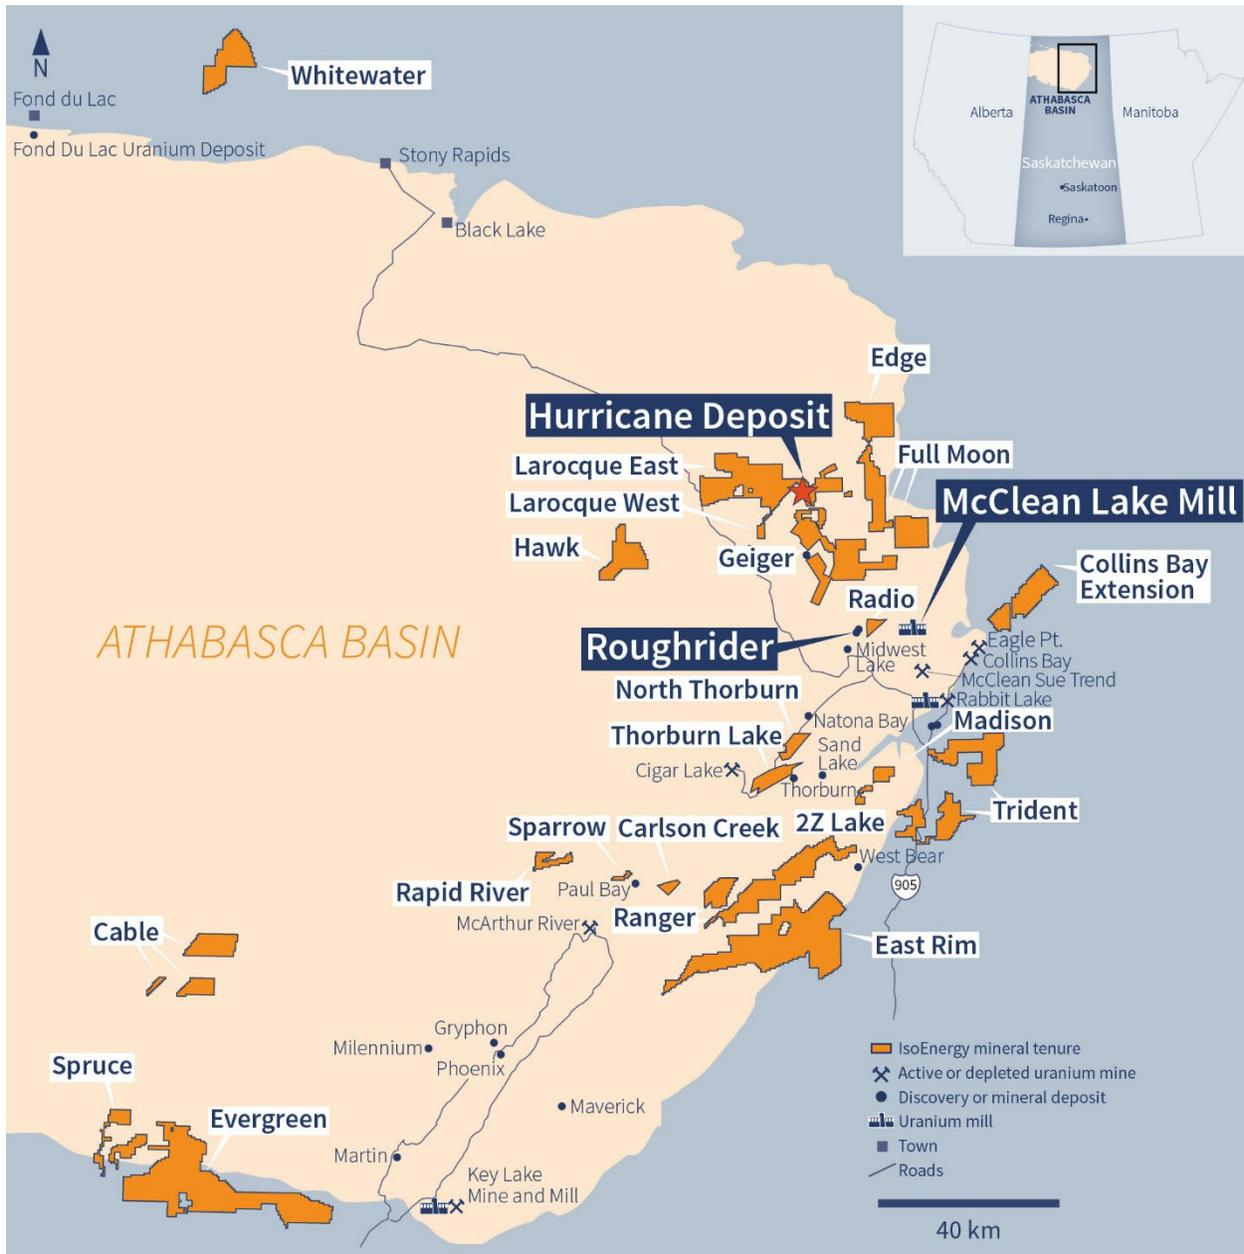 N
Whitewater
Fond du Lac
Fond Du Lac Uranium Deposit
Stony Rapids
Black Lake
Alberta
ATHABASCA
BASIN
Manitoba
Saskatchewan
Saskatoon
Regina
Edge
Hurricane Deposit
Full Moon
Larocque East
McClean Lake Mill
Larocque West
Hawk
Geiger
Collins Bay
Extension
Radio
ATHABASCA BASIN
Roughrider
Midwest
Lake
Eagle Pt.
Collins Bay
McClean Sue Trend
North Thorburn
Rabbit Lake
Natona Bay
Madison
Thorburn Lake
Sand
Lake
Cigar Lake
Thorburn
Trident
2Z Lake
Sparrow
Carlson Creek
West Bear
Rapid River
Paul Bay
905
McArthur River
Ranger
Cable
East Rim
Gryphon
Milennium
Phoenix
Spruce
Maverick
Evergreen
Martin
Key Lake
Mine and Mill
IsoEnergy mineral tenure
Active or depleted uranium mine
Discovery or mineral deposit
Uranium mill
Town
Roads
40 km